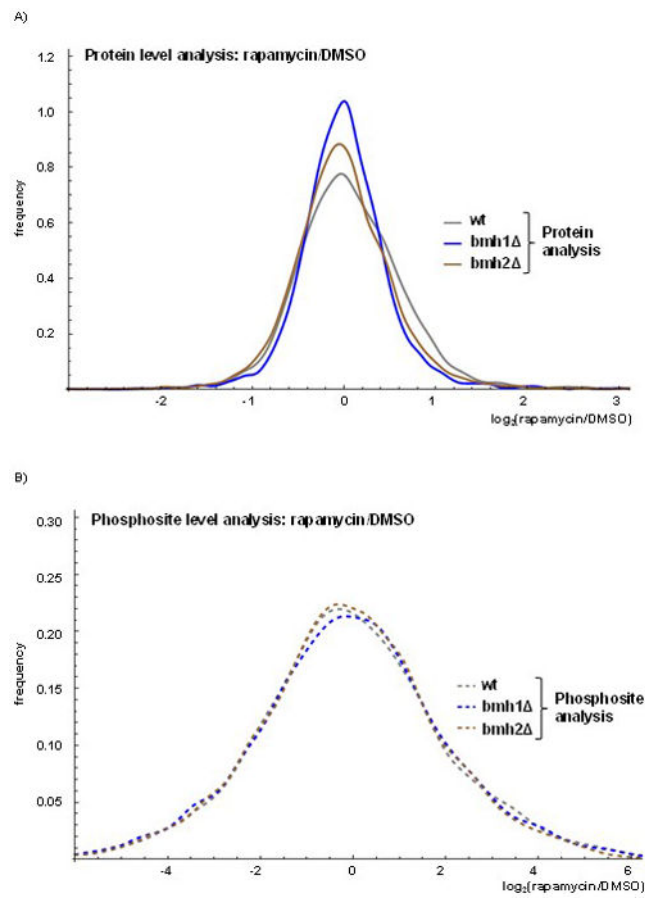 A)
Protein level analysis: rapamycin/DMSO
1.2
1.0
0.8
0.6
0.4
0.2
frequency
wt
bmh1Δ
bmh2Δ
Protein
analysis
-2
-1
0
1
2
3
log2(rapamycin/DMSO)
B)
Phosphosite level analysis: rapamycin/DMSO
0.30
0.25
0.20
0.15
0.10
0.05
frequency
wt
bmh1Δ
bmh2Δ
Phosphosite
analysis
-4
-2
0
2
4
6
log2(rapamycin/DMSO)